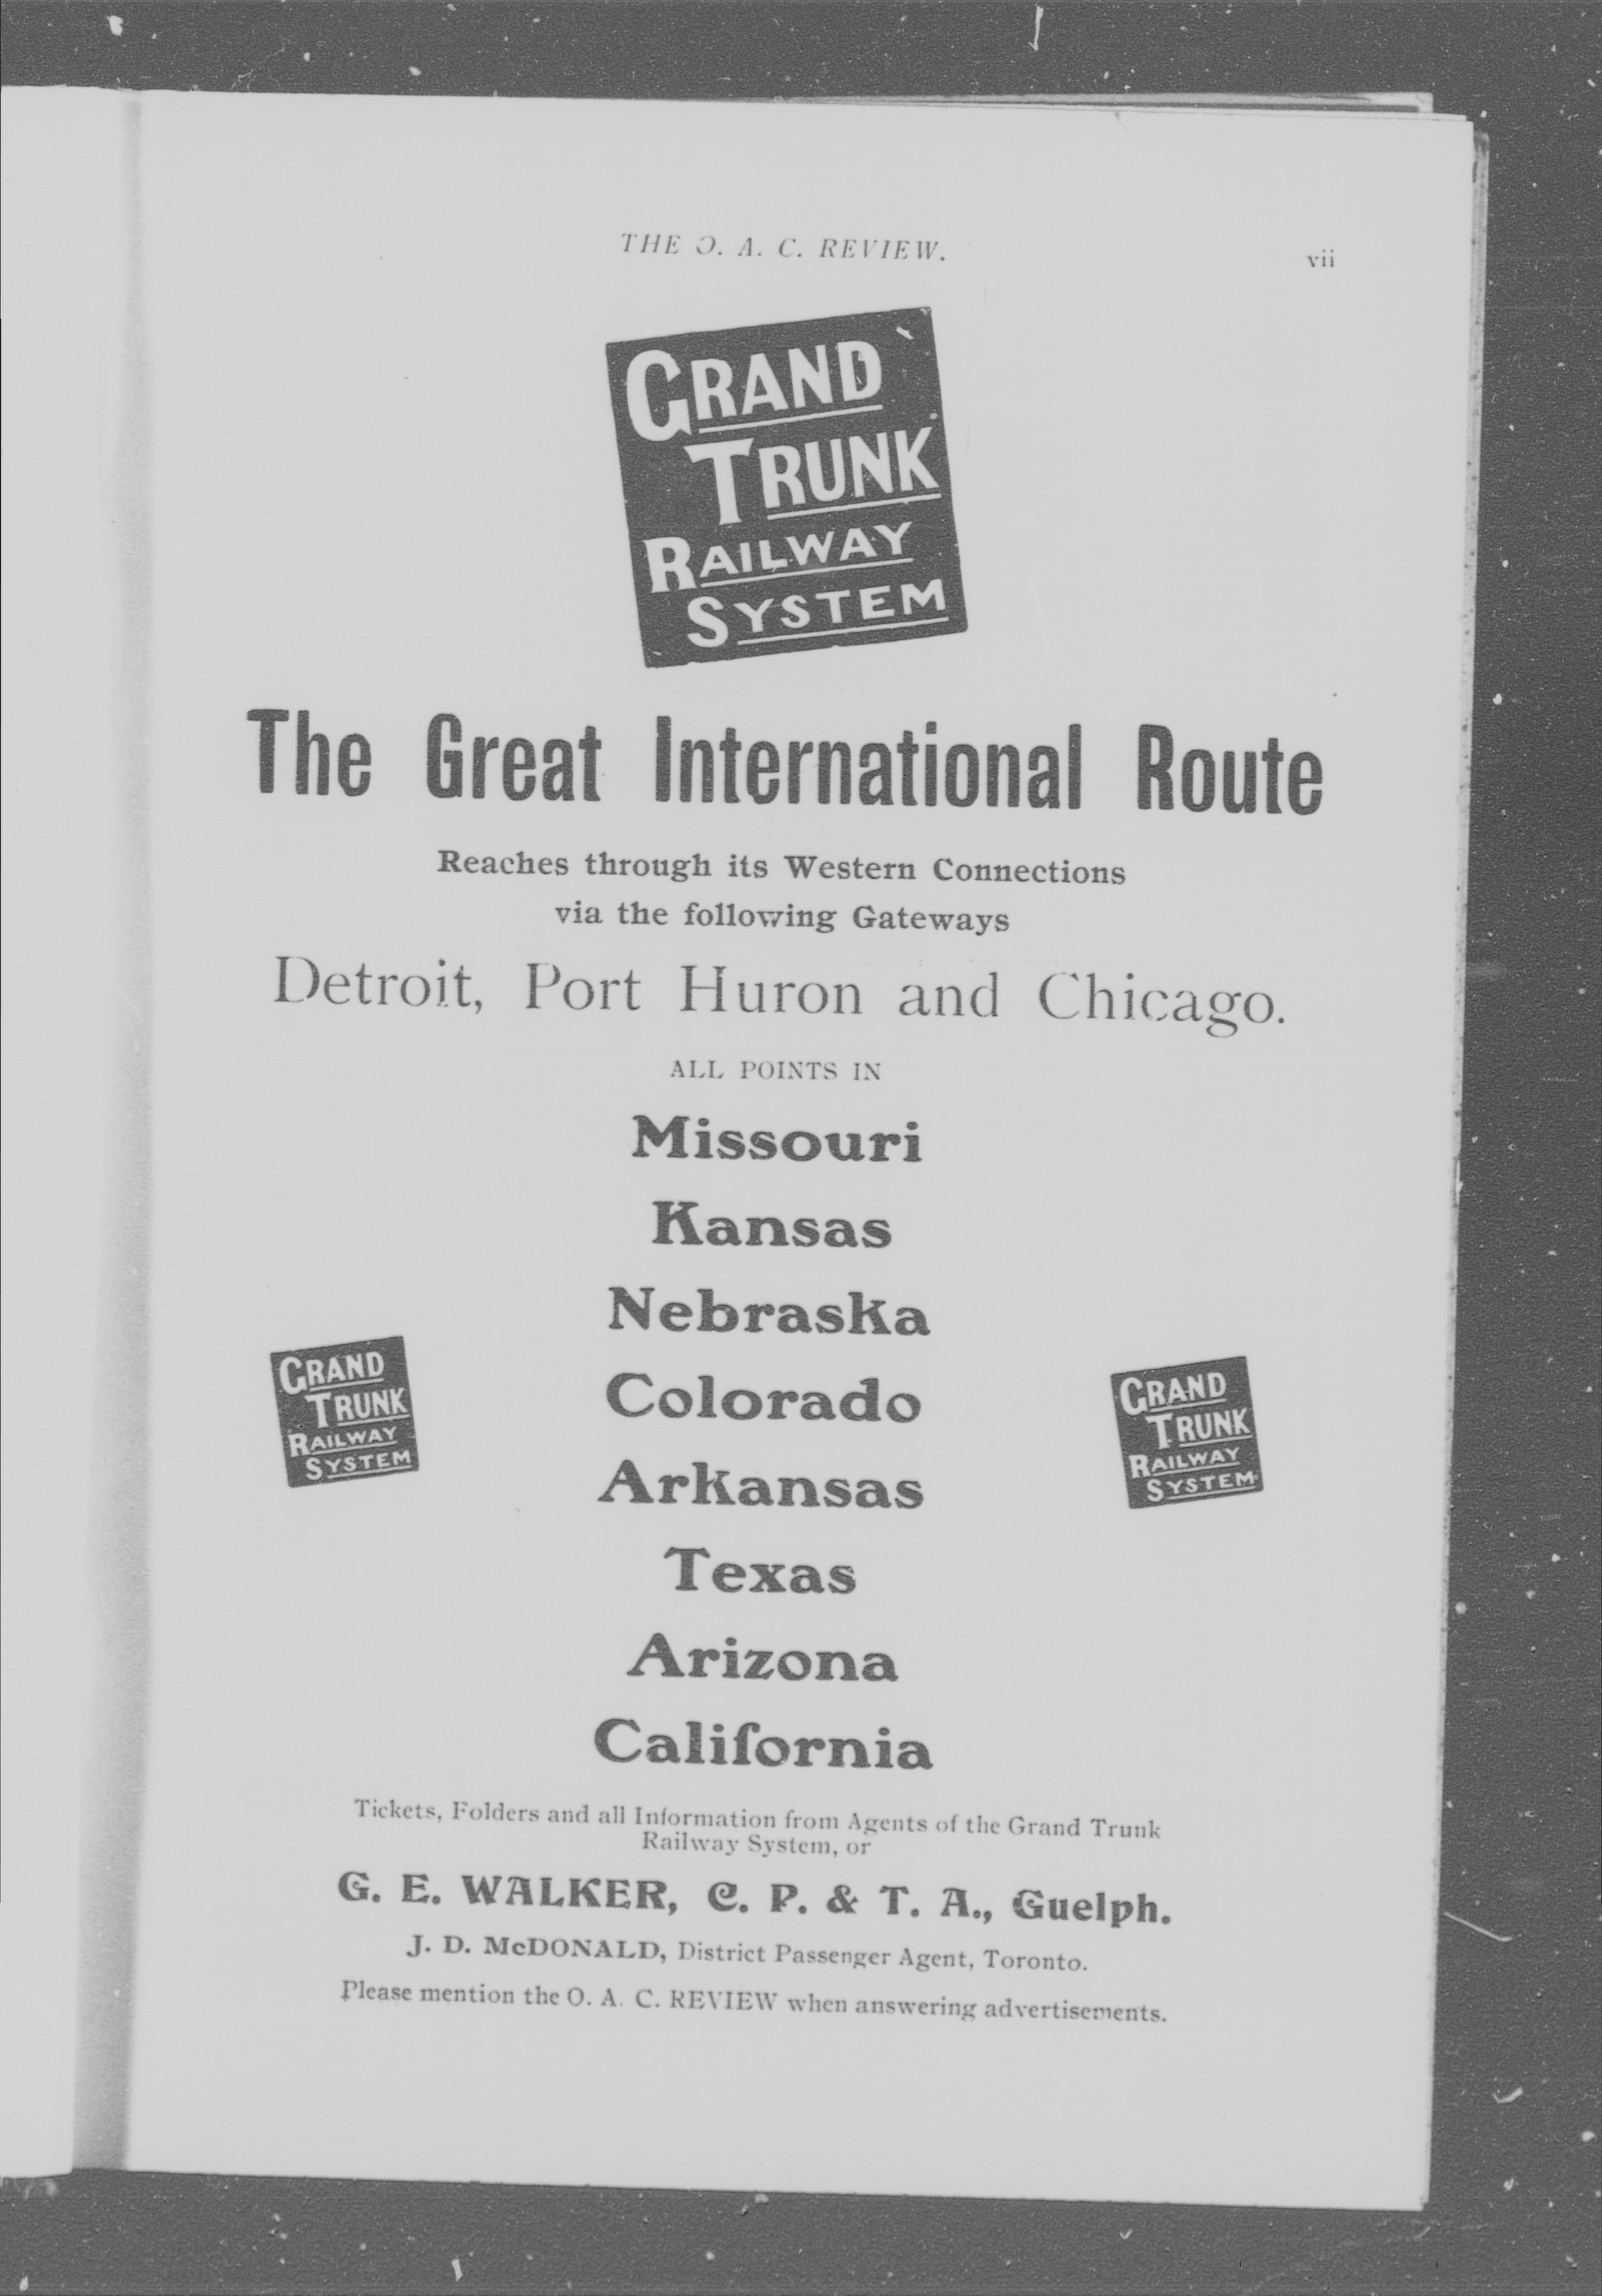 THE O. A. C. REVIEW.
vii
GRAND
TRUNK
RAILWAY
SYSTEM
The Great International Route
Reaches through its Western Connections
via the following Gateways
Detroit, Port Huron and Chicago.
ALL POINTS IN
Missouri
Kansas
Nebraska
Colorado
Arkansas
Texas
Arizona
California
GRAND
TRUNK
RAILWAY
SYSTEM
GRAND
TRUNK
RAILWAY
SYSTEM
Tickets, Folders and all Information from Agents of the Grand Trunk
Railway System, or
G. E. WALKER, C. P. & T. A., Guelph.
J. D. McDONALD, District Passenger Agent, Toronto.
Please mention the O. A. C. REVIEW when answering advertisements.